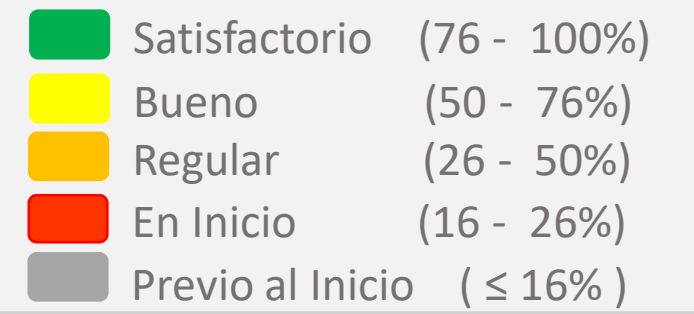 Satisfactorio (76 - 100%)
Bueno (50 - 76%)
Regular (26 - 50%)
En Inicio (16 - 26%)
Previo al Inicio ( ≤ 16% )